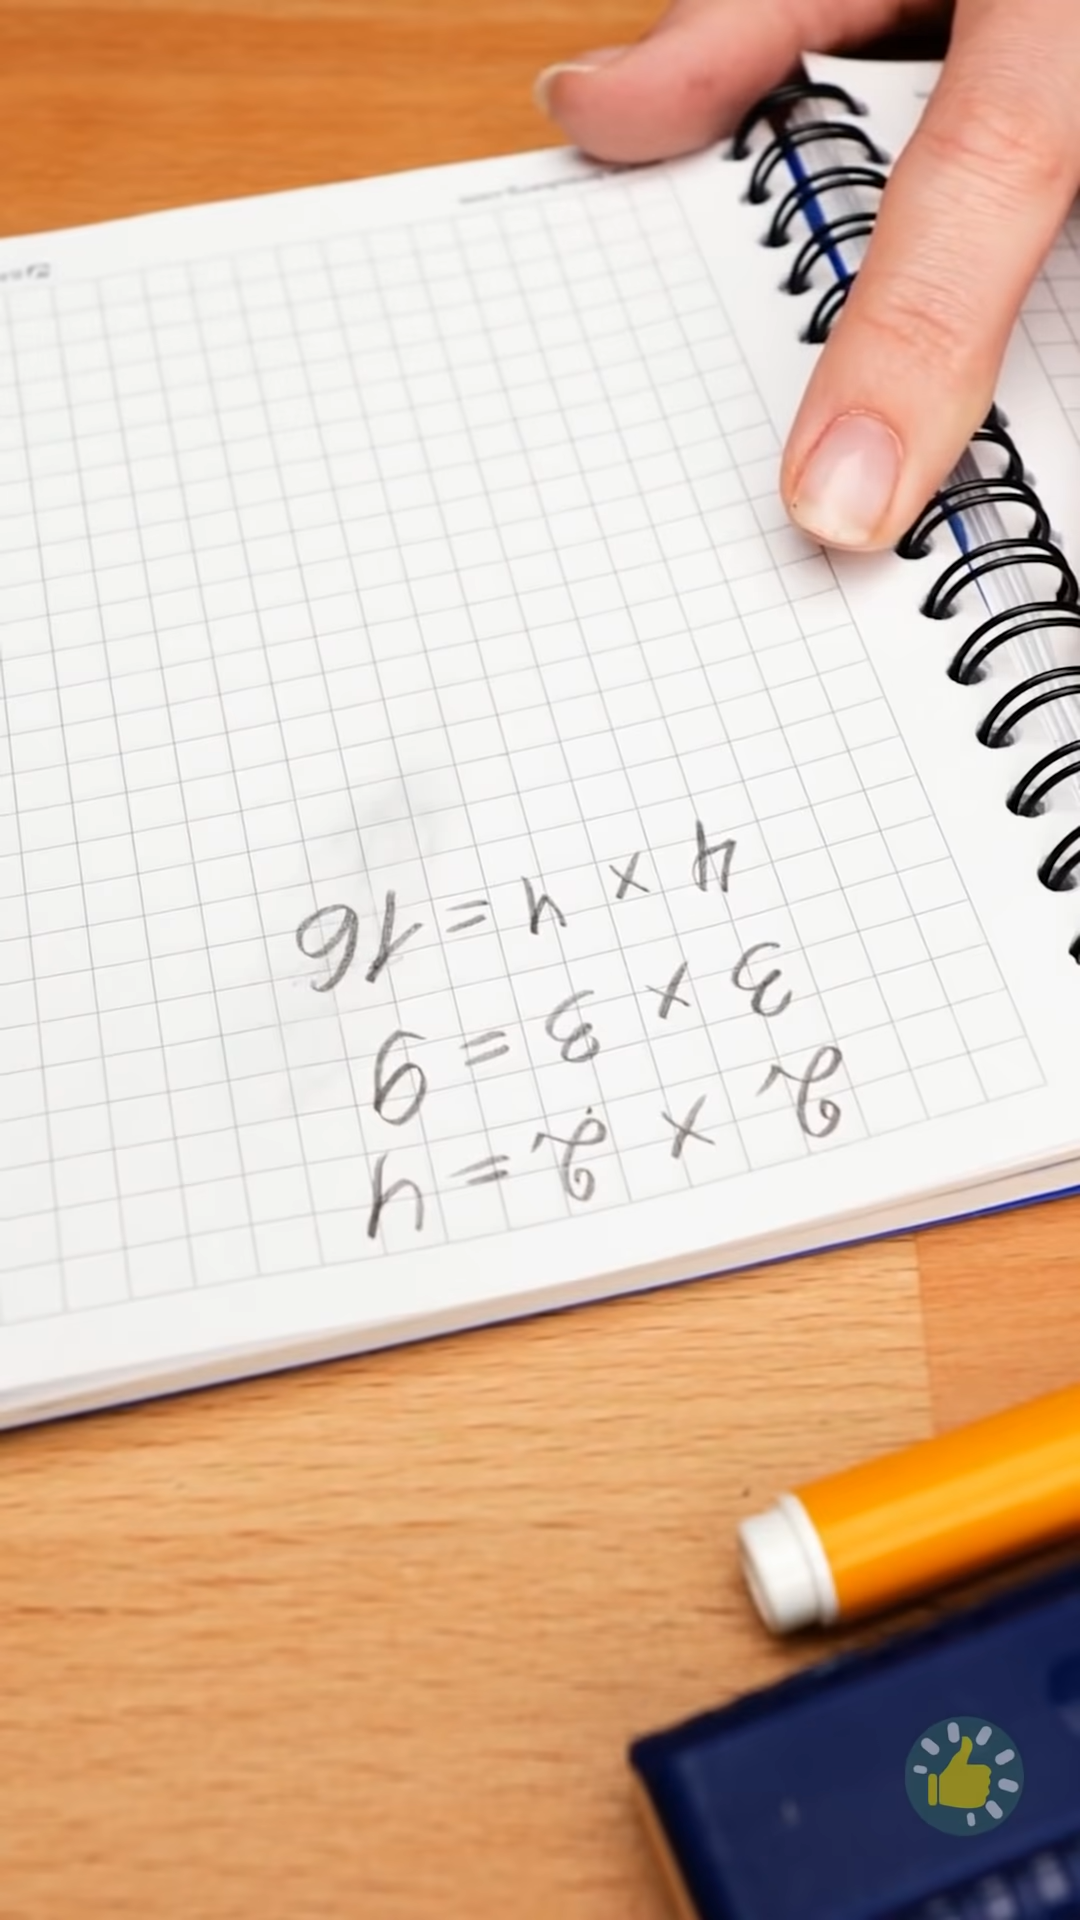 2 × 2 = 4
3 × 3 = 9
4 × 4 = 16